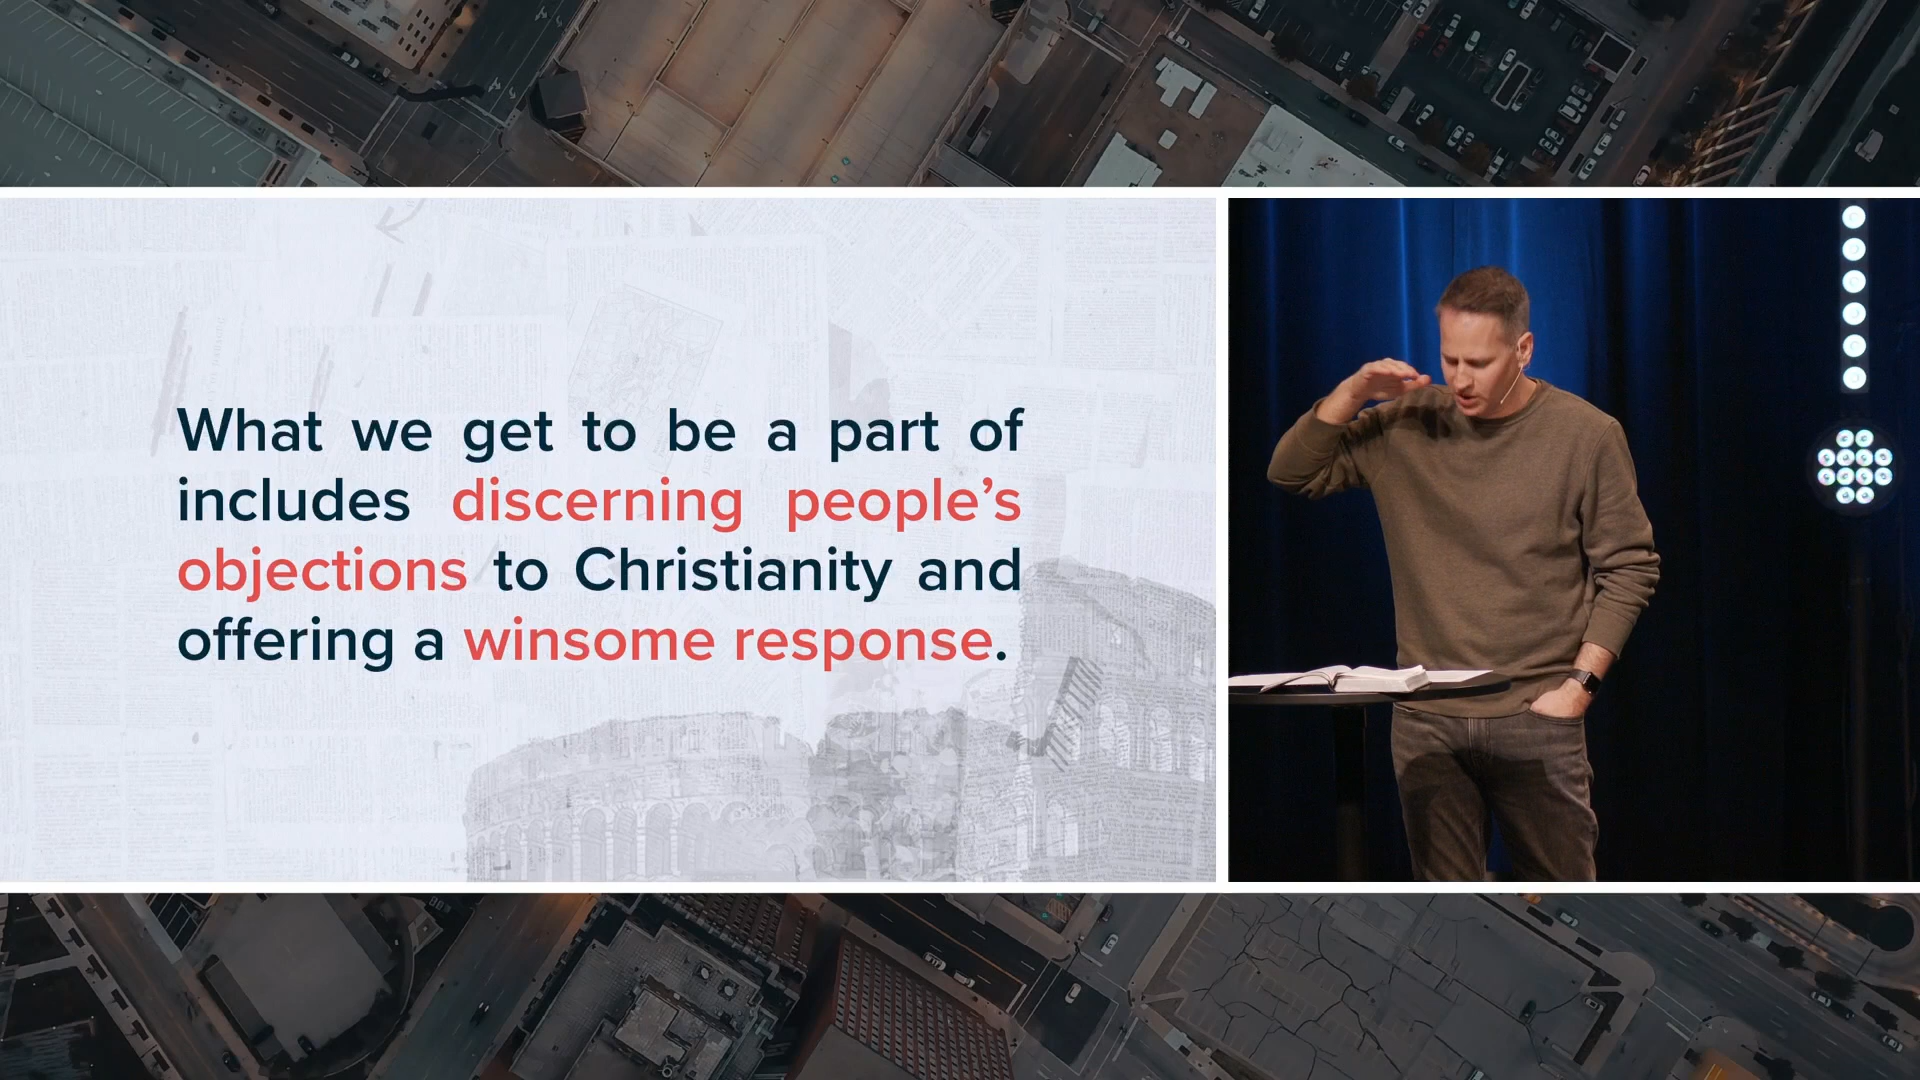 What we get to be a part of
includes discerning people’s
objections to Christianity and
offering a winsome response.